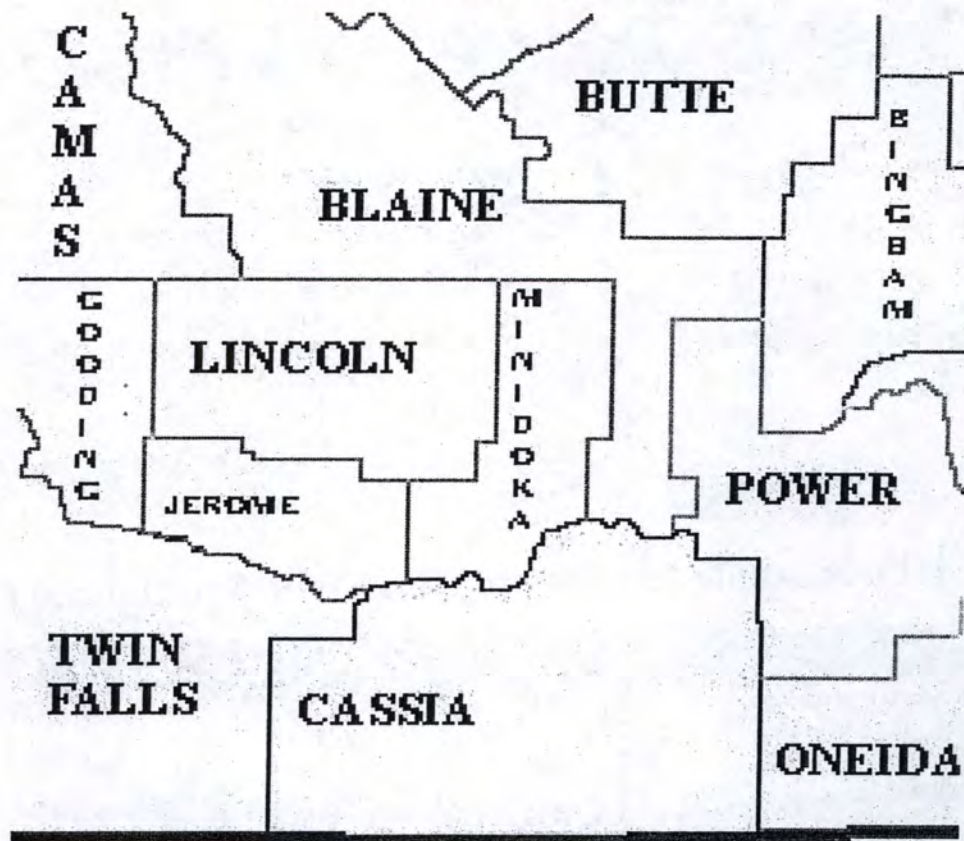 CAMAS
BUTTE
BINGHAM
BLAINE
GOODING
MINIDOKA
LINCOLN
JEROME
POWER
TWIN
FALLS
CASSIA
ONEIDA